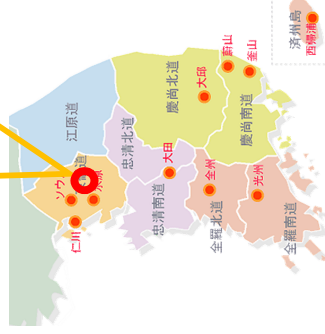 済州島
西帰浦
蔚山
釜山
大邱
慶尚北道
慶尚南道
江原道
忠清北道
道
ソウ
水原
仁川
大田
忠清南道
全州
全羅北道
光州
全羅南道